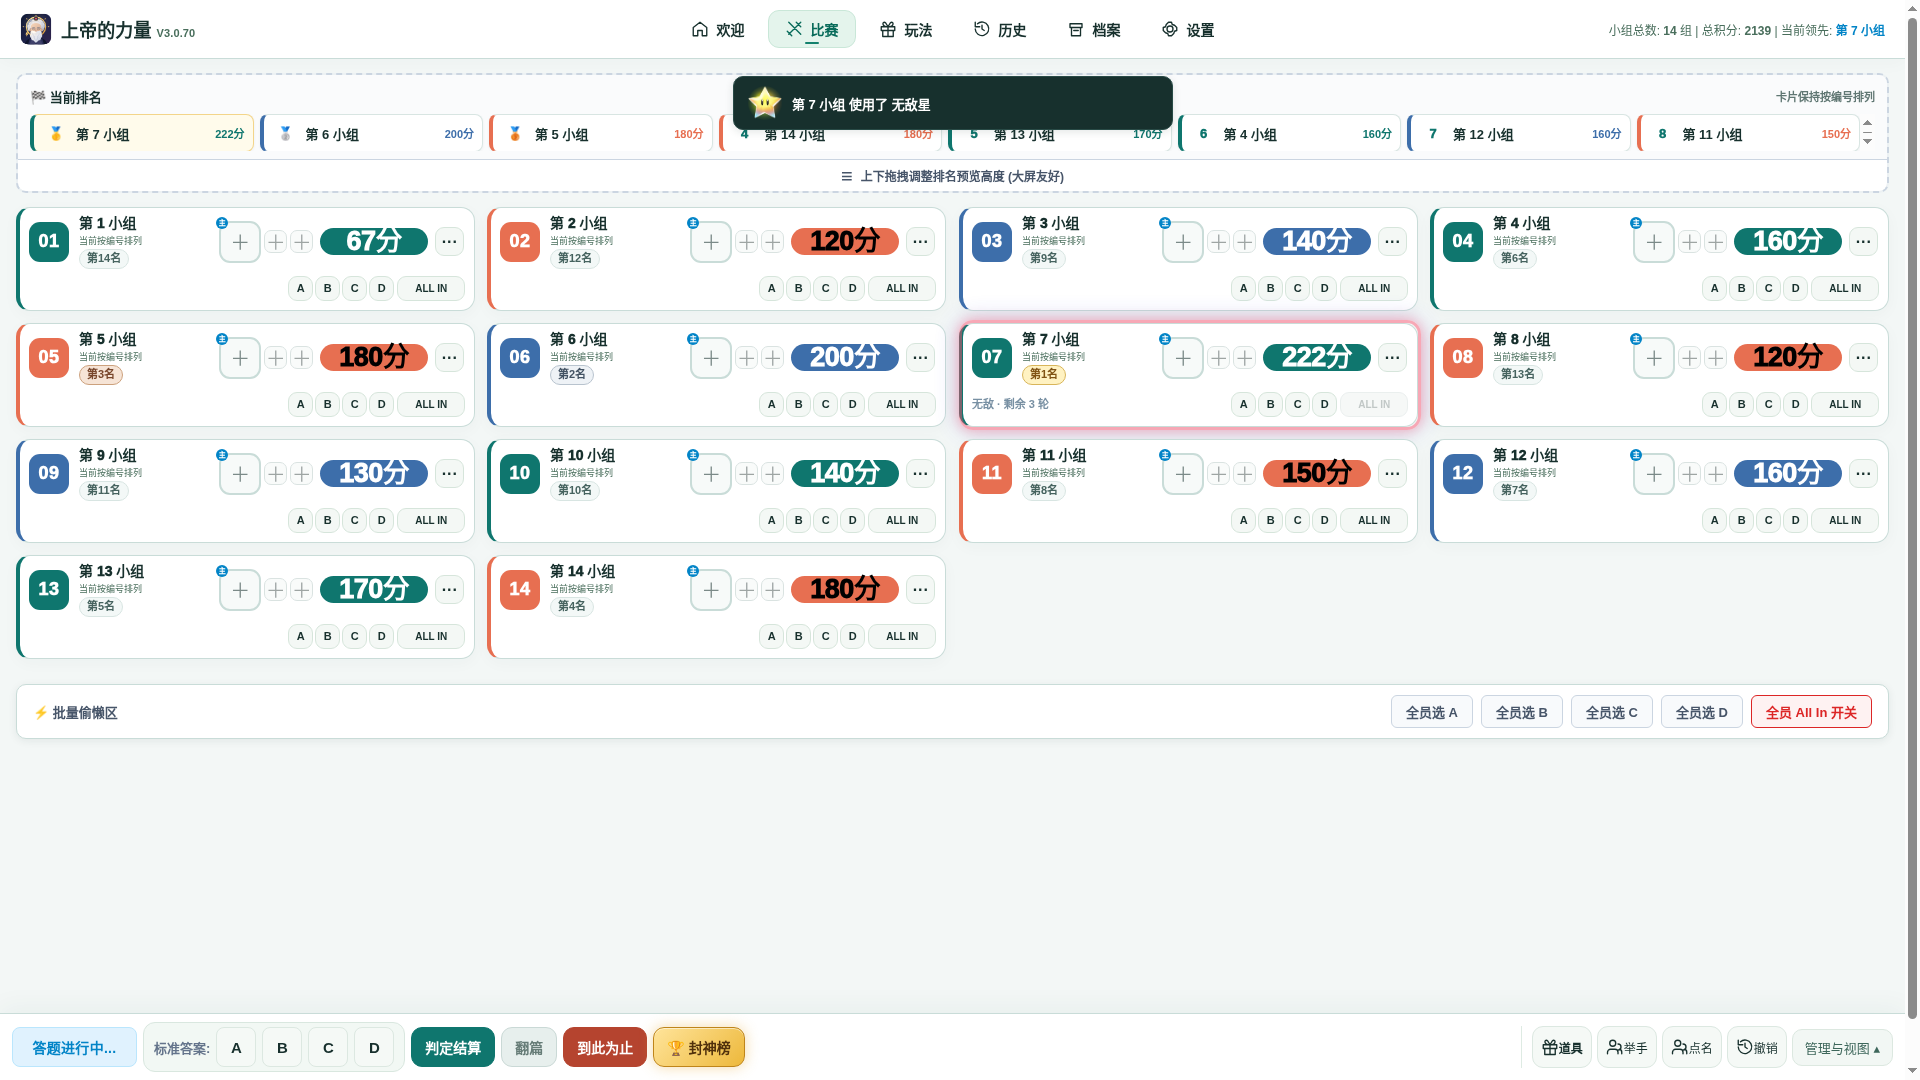 上帝的力量 V3.0.70
欢迎
比赛
玩法
历史
档案
设置
小组总数: 14 组 | 总积分: 2139 | 当前领先: 第 7 小组
当前排名
第 7 小组 使用了 无敌星
卡片保持按编号排列
第 7 小组 222分
第 6 小组 200分
第 5 小组 180分
4 第 14 小组 180分
5 第 13 小组 170分
6 第 4 小组 160分
7 第 12 小组 160分
8 第 11 小组 150分
上下拖拽调整排名预览高度 (大屏友好)
01 第 1 小组 当前按编号排列 第14名 主 67分 ...
A B C D ALL IN
02 第 2 小组 当前按编号排列 第12名 主 120分 ...
A B C D ALL IN
03 第 3 小组 当前按编号排列 第9名 主 140分 ...
A B C D ALL IN
04 第 4 小组 当前按编号排列 第6名 主 160分 ...
A B C D ALL IN
05 第 5 小组 当前按编号排列 第3名 主 180分 ...
A B C D ALL IN
06 第 6 小组 当前按编号排列 第2名 主 200分 ...
A B C D ALL IN
07 第 7 小组 当前按编号排列 第1名 主 222分 ...
无敌 · 剩余 3 轮 A B C D ALL IN
08 第 8 小组 当前按编号排列 第13名 主 120分 ...
A B C D ALL IN
09 第 9 小组 当前按编号排列 第11名 主 130分 ...
A B C D ALL IN
10 第 10 小组 当前按编号排列 第10名 主 140分 ...
A B C D ALL IN
11 第 11 小组 当前按编号排列 第8名 主 150分 ...
A B C D ALL IN
12 第 12 小组 当前按编号排列 第7名 主 160分 ...
A B C D ALL IN
13 第 13 小组 当前按编号排列 第5名 主 170分 ...
A B C D ALL IN
14 第 14 小组 当前按编号排列 第4名 主 180分 ...
A B C D ALL IN
⚡ 批量偷懒区
全员选 A
全员选 B
全员选 C
全员选 D
全员 All In 开关
答题进行中...
标准答案: A B C D
判定结算
翻篇
到此为止
🏆 封神榜
道具
举手
点名
撤销
管理与视图 ▴